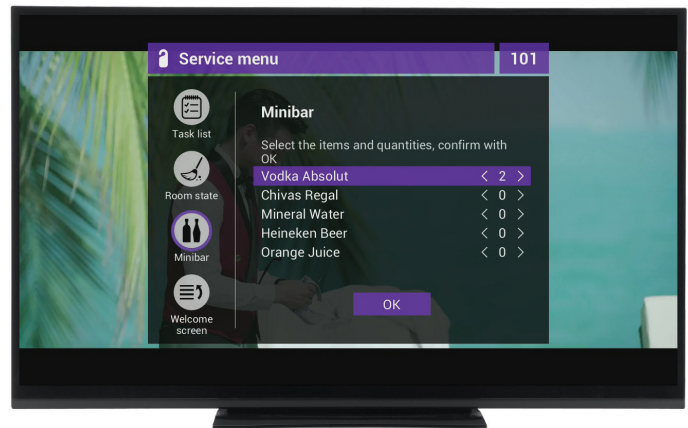 Service menu
101
Task list
Room state
Minibar
Welcome
screen
Minibar
Select the items and quantities, confirm with
OK
Vodka Absolut < 2 >
Chivas Regal < 0 >
Mineral Water < 0 >
Heineken Beer < 0 >
Orange Juice < 0 >
OK